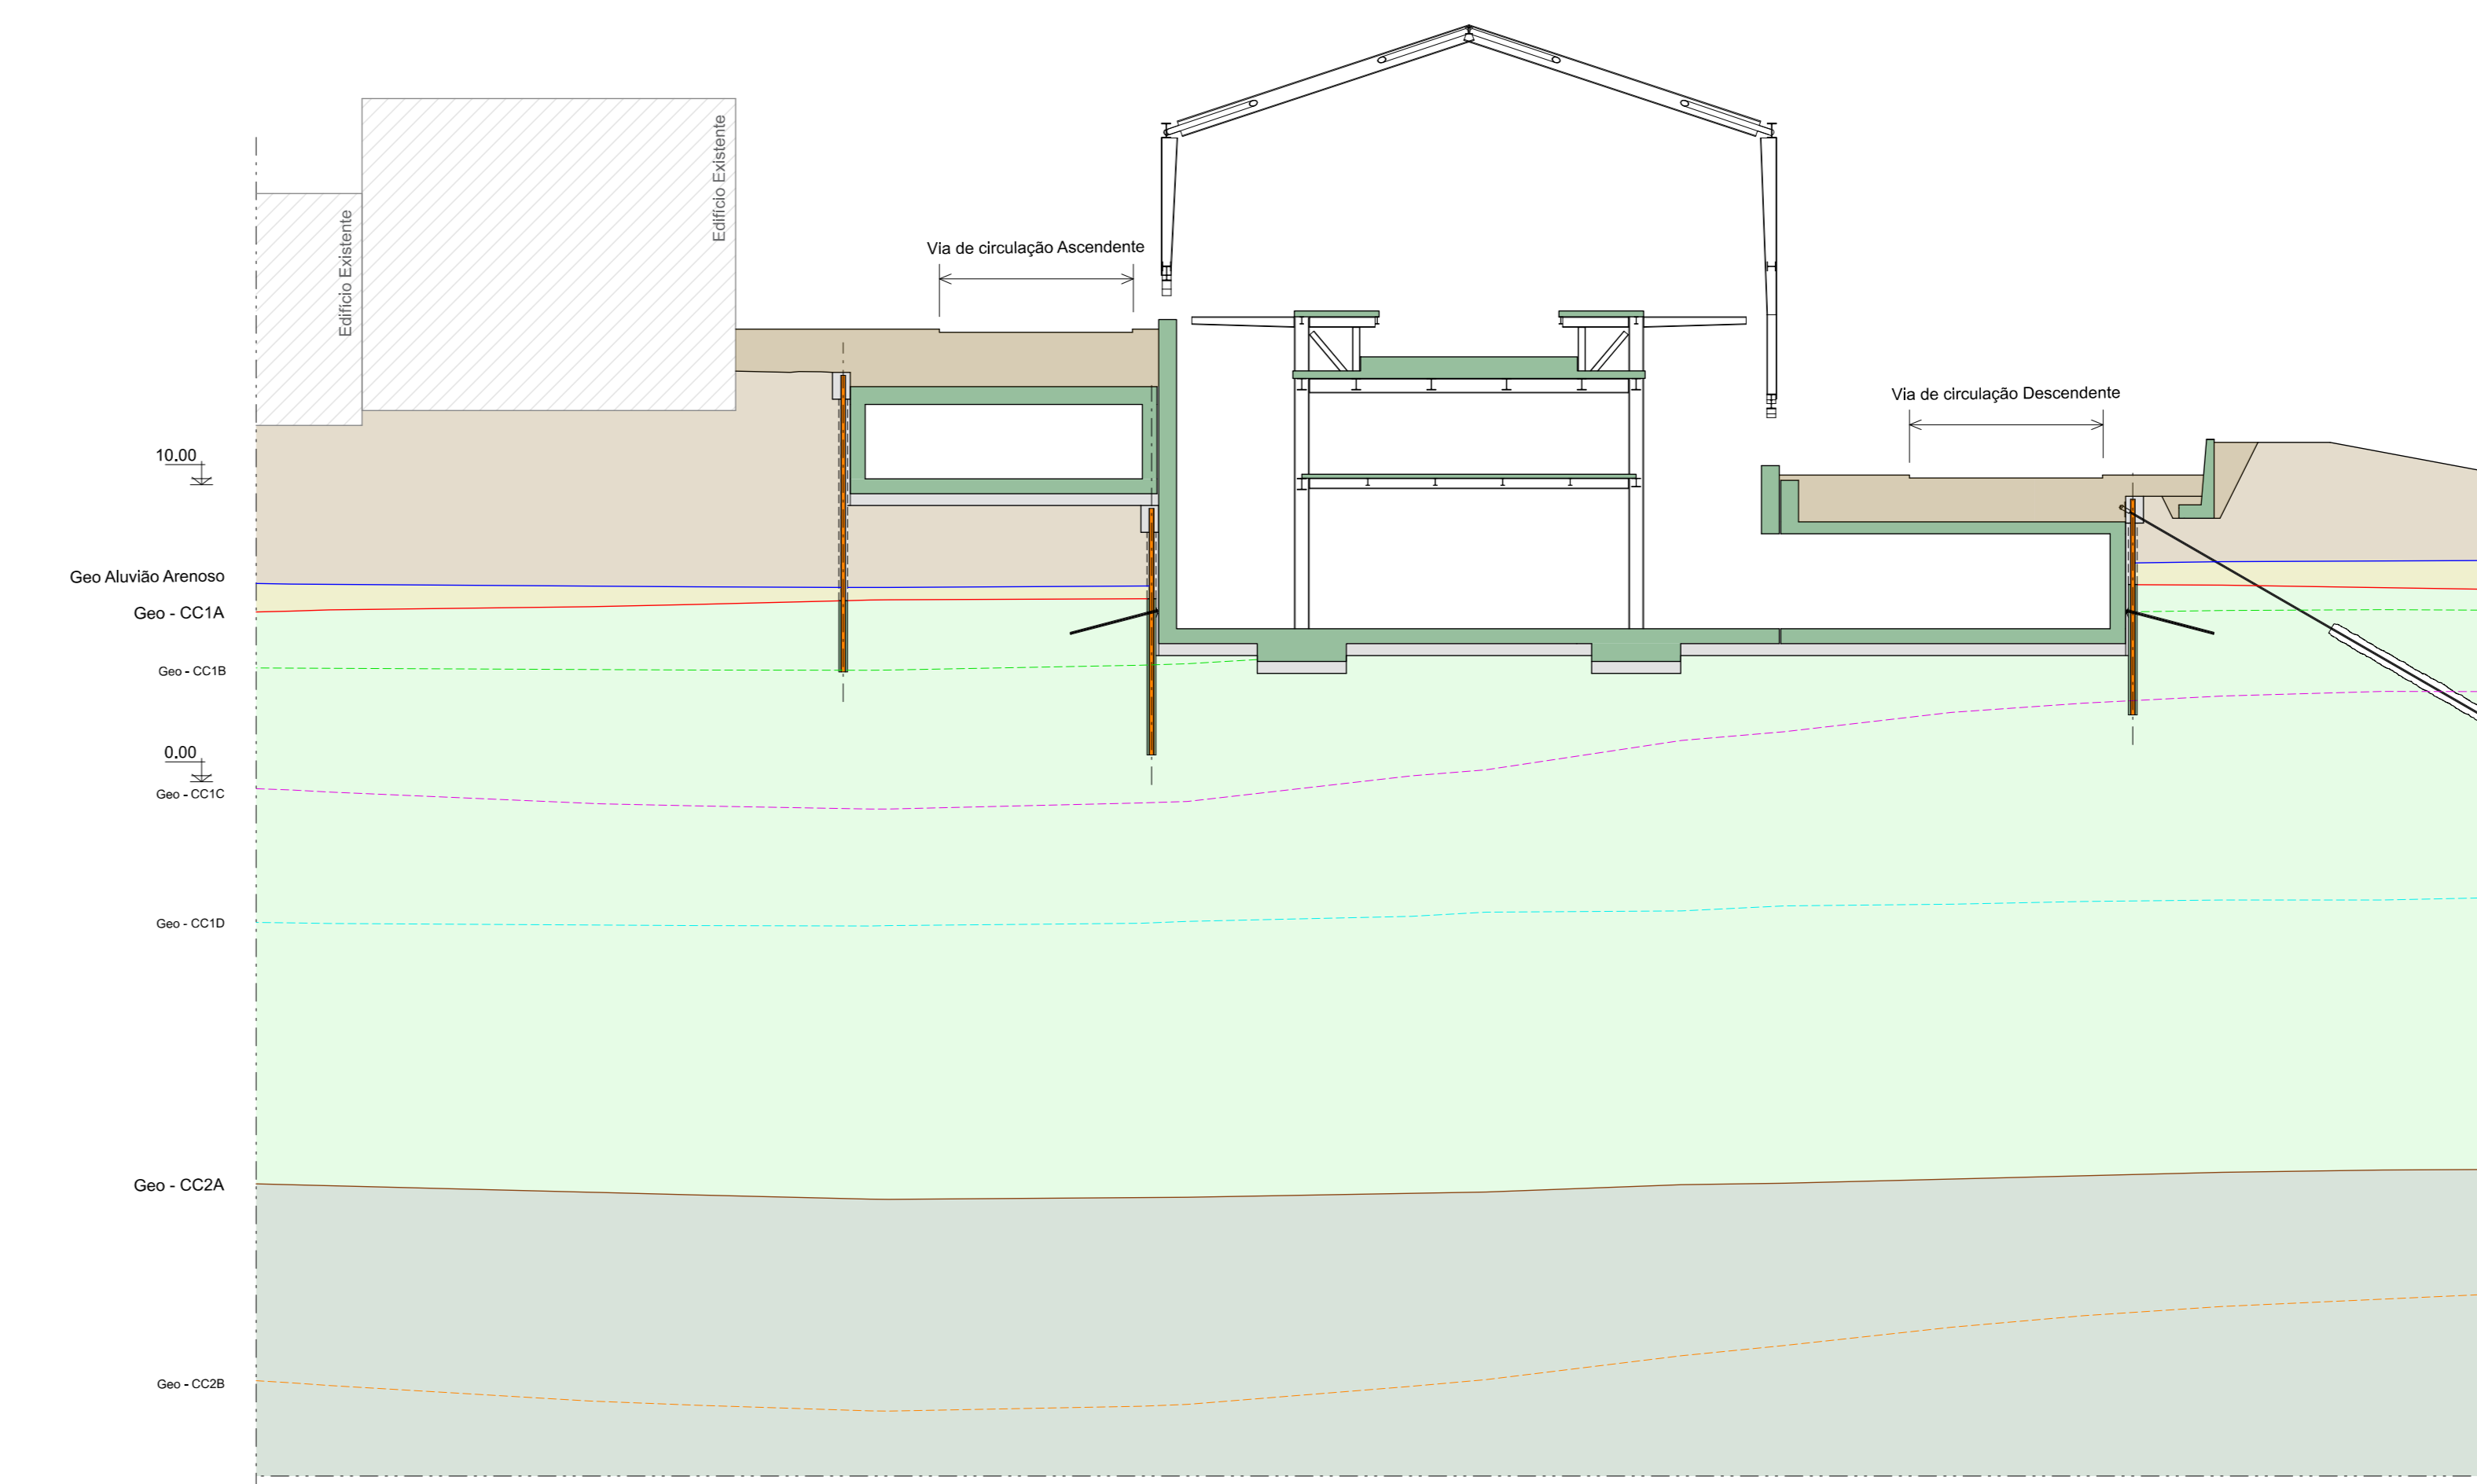 Edifício Existente
Edifício Existente
Via de circulação Ascendente
Via de circulação Descendente
10.00
Geo Aluvião Arenoso
Geo - CC1A
Geo - CC1B
0.00
Geo - CC1C
Geo - CC1D
Geo - CC2A
Geo - CC2B